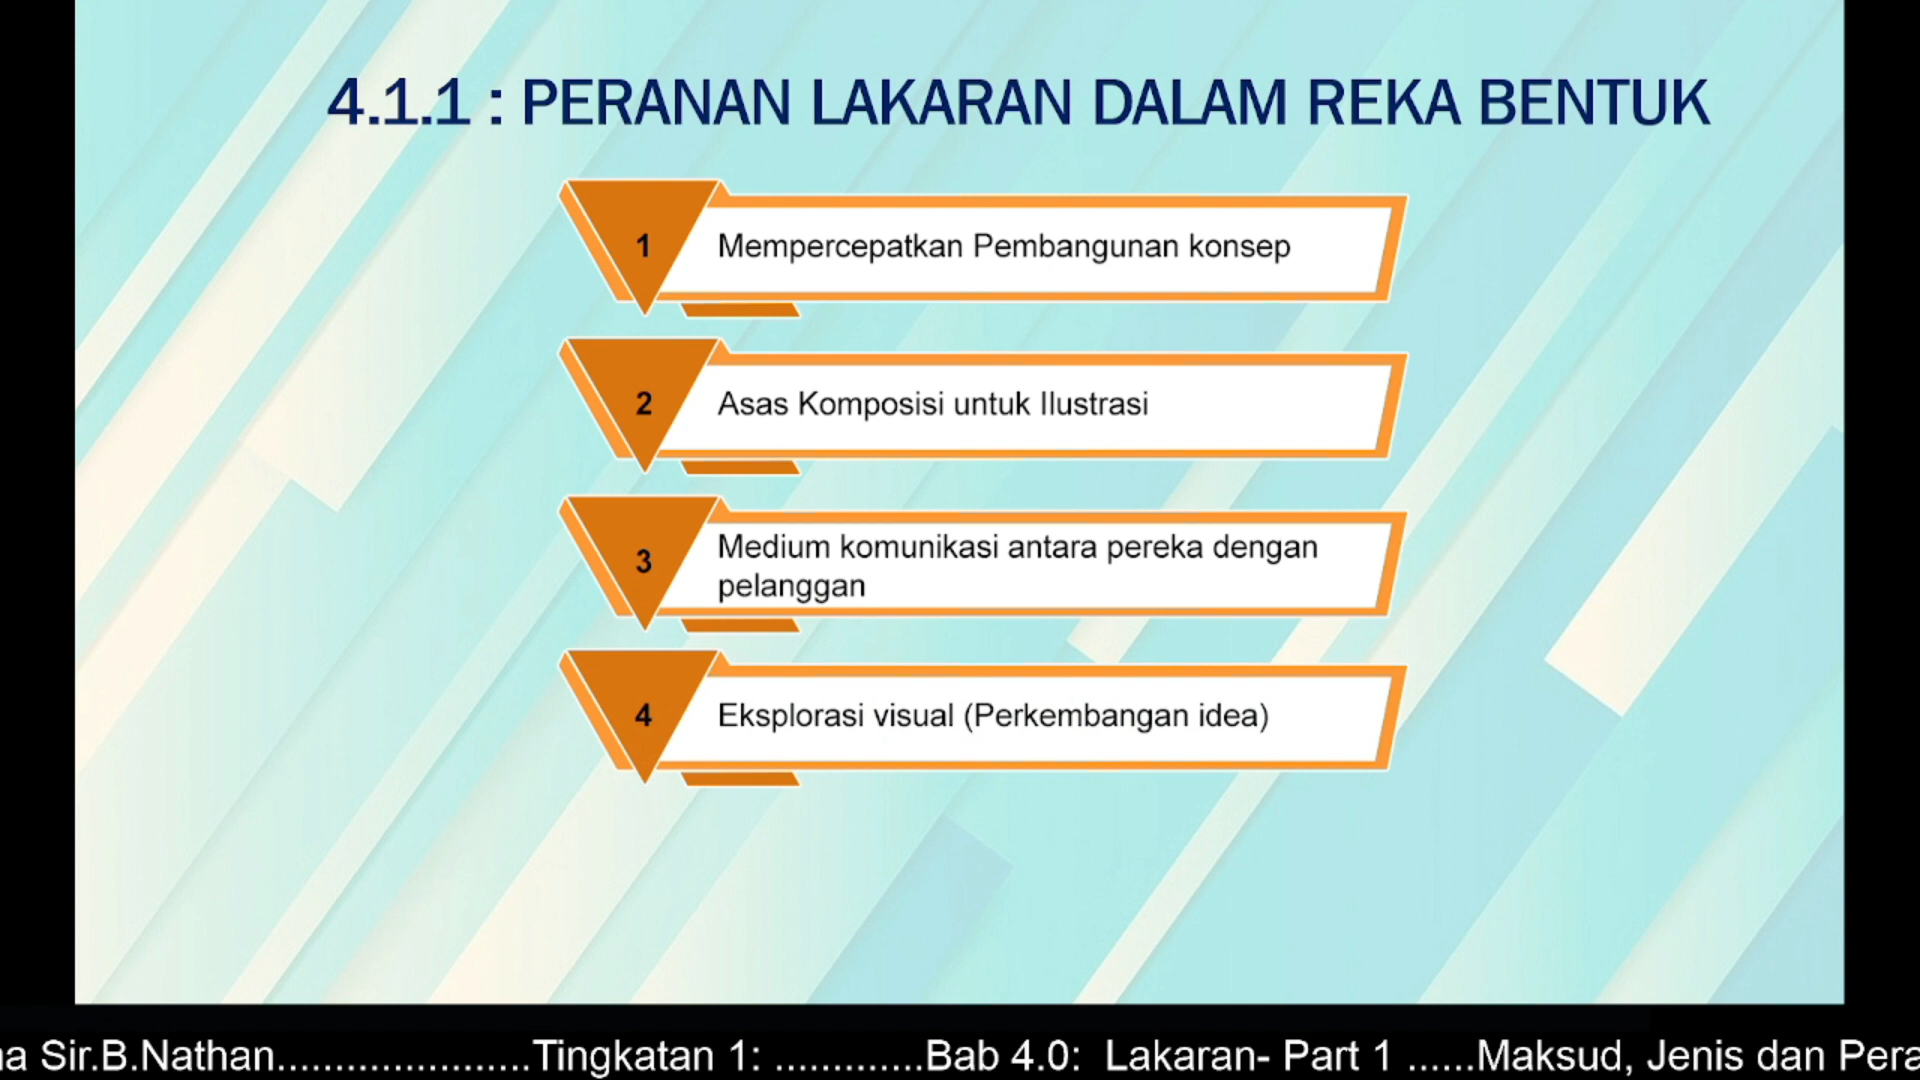 4.1.1 : PERANAN LAKARAN DALAM REKA BENTUK
1
Mempercepatkan Pembangunan konsep
2
Asas Komposisi untuk Ilustrasi
3
Medium komunikasi antara pereka dengan
pelanggan
4
Eksplorasi visual (Perkembangan idea)
Sir.B.Nathan......................Tingkatan 1: .............Bab 4.0: Lakaran- Part 1 ......Maksud, Jenis dan